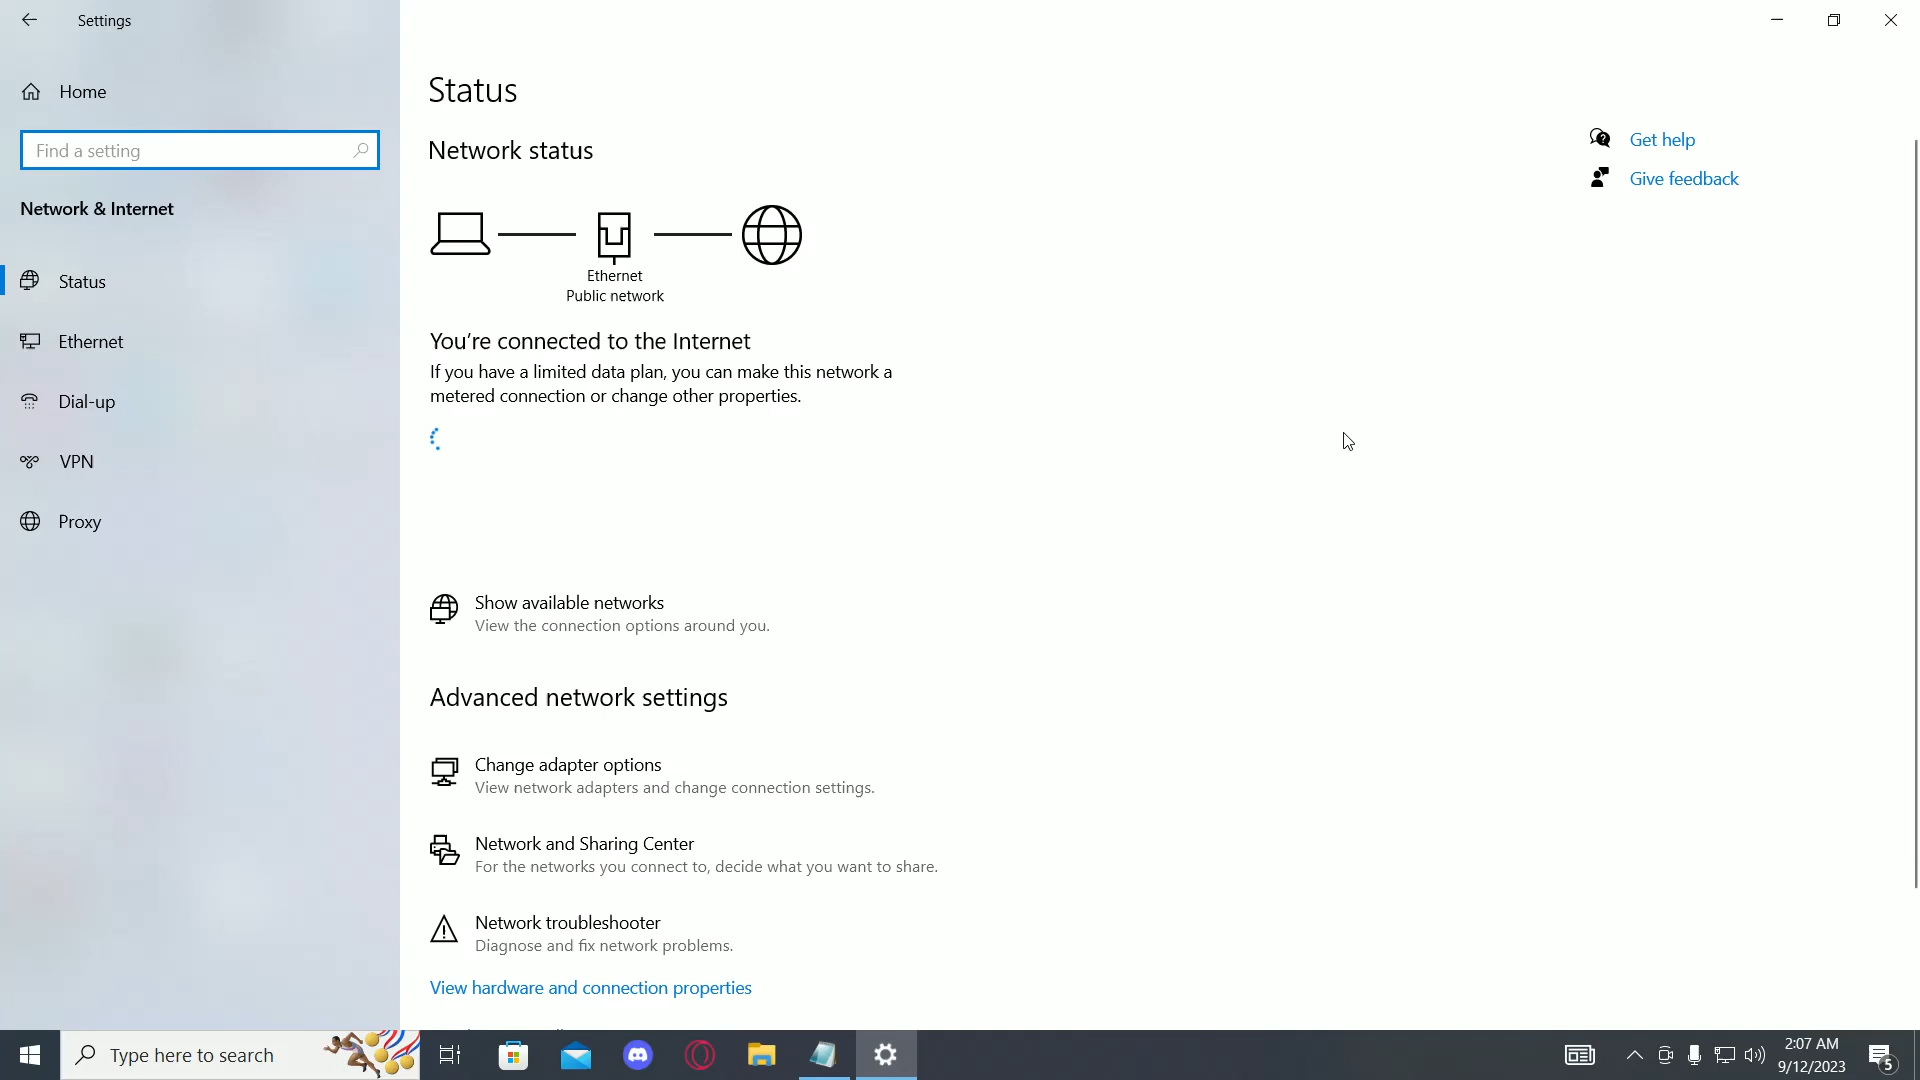 Settings
Home
Find a setting
Network & Internet
Status
Ethernet
Dial-up
VPN
Proxy
Status
Network status
Ethernet
Public network
You're connected to the Internet
If you have a limited data plan, you can make this network a
metered connection or change other properties.
Show available networks
View the connection options around you.
Advanced network settings
Change adapter options
View network adapters and change connection settings.
Network and Sharing Center
For the networks you connect to, decide what you want to share.
Network troubleshooter
Diagnose and fix network problems.
View hardware and connection properties
Get help
Give feedback
Type here to search
2:07 AM
9/12/2023
5